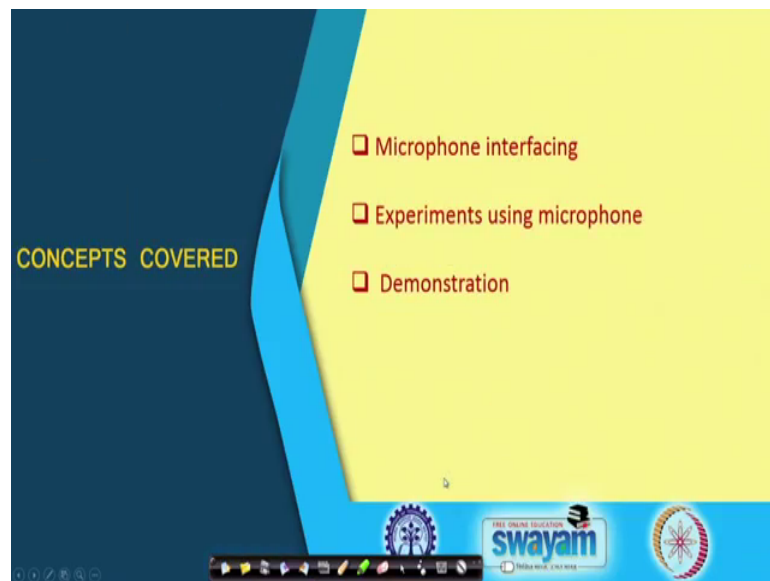 CONCEPTS COVERED
Microphone interfacing
Experiments using microphone
Demonstration
FREE ONLINE EDUCATION
swayam